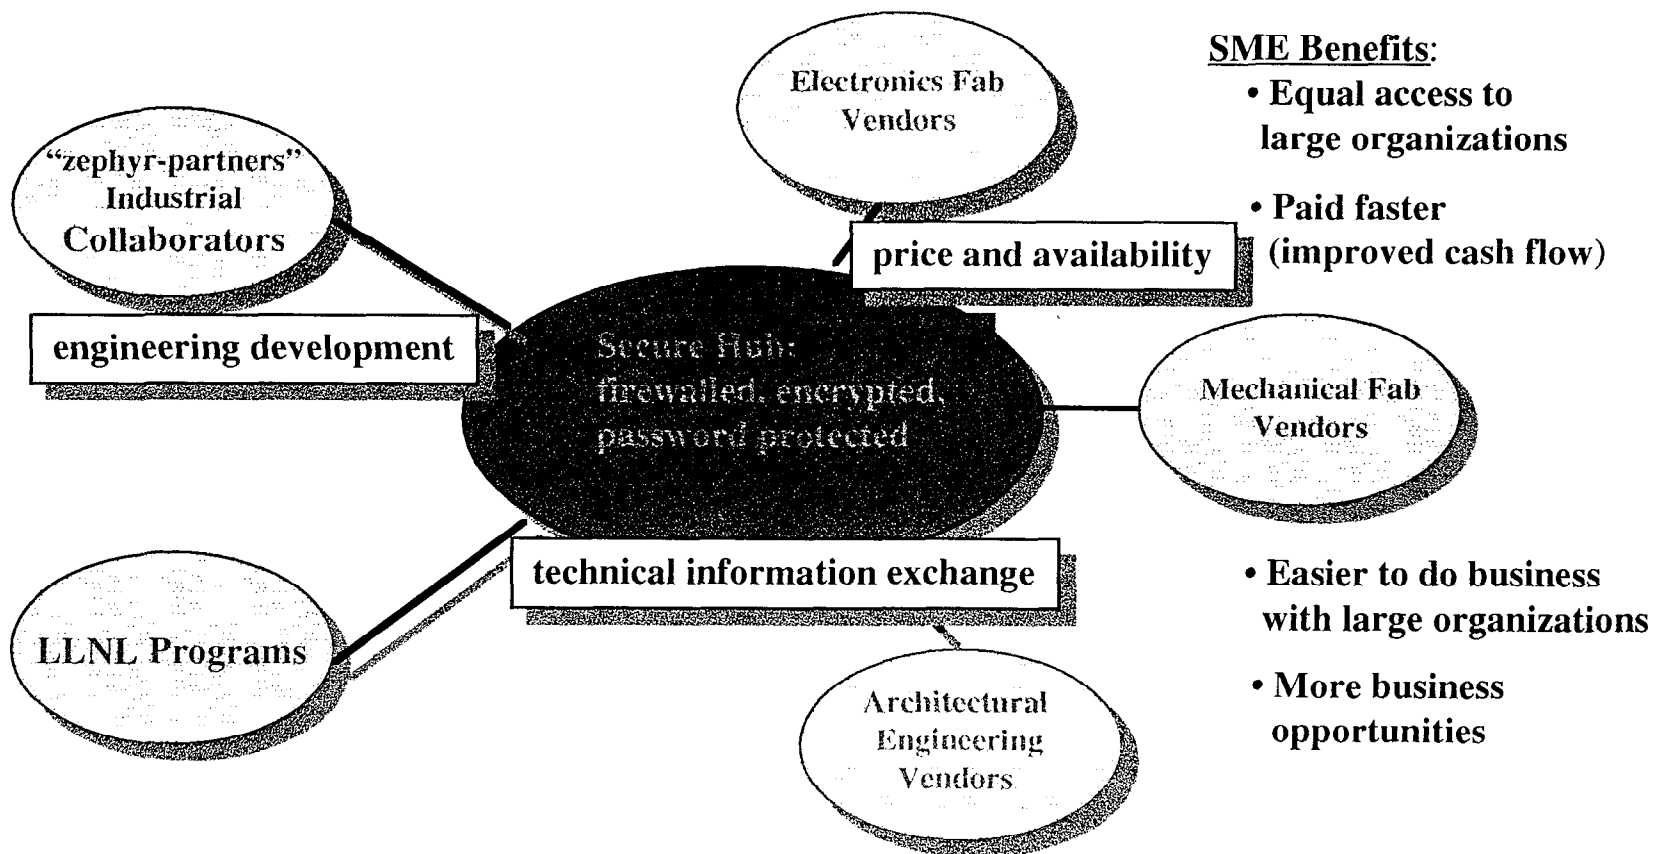 SME Benefits:
• Equal access to
large organizations
• Paid faster
(improved cash flow)
Electronics Fab
Vendors
"zephyr-partners"
Industrial
Collaborators
price and availability
engineering development
Secure Hub:
firewalled, encrypted,
password protected
Mechanical Fab
Vendors
technical information exchange
• Easier to do business
with large organizations
• More business
opportunities
LLNL Programs
Architectural
Engineering
Vendors